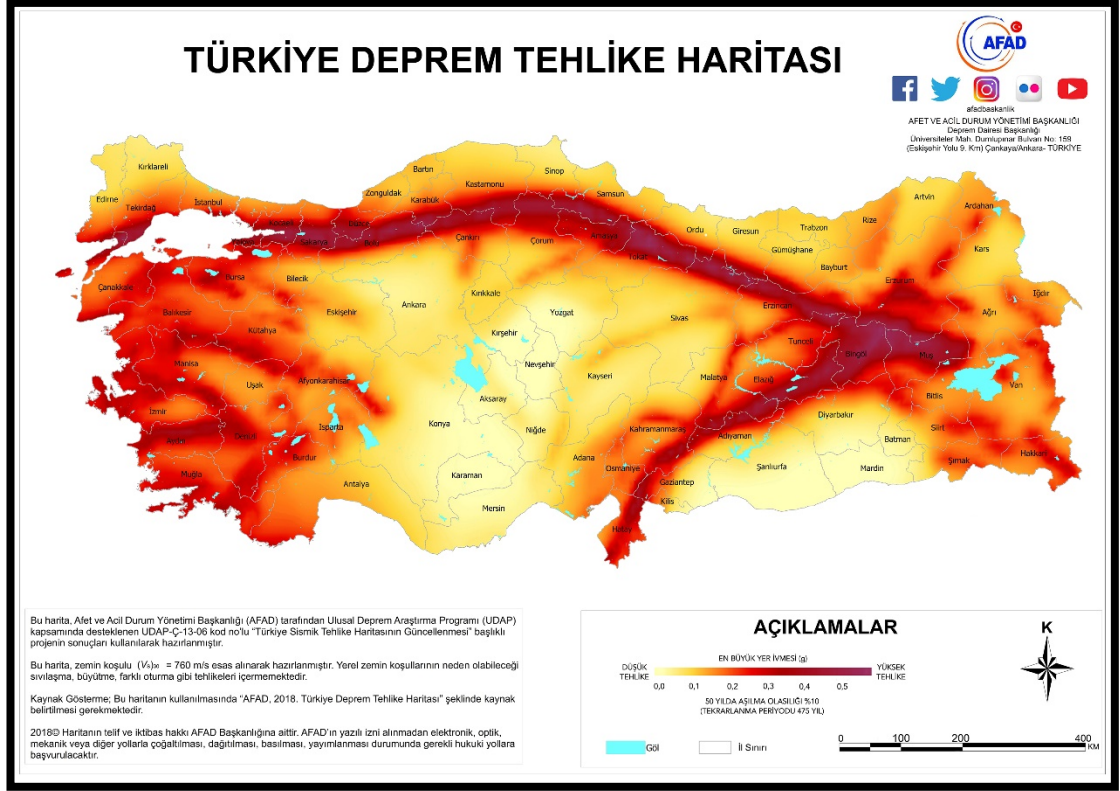 TÜRKİYE DEPREM TEHLİKE HARİTASI
AFAD
afadbaskanlik
AFET VE ACİL DURUM YÖNETİMİ BAŞKANLIĞI
Deprem Dairesi Başkanlığı
Üniversiteler Mah. Dumlupınar Bulvarı No: 159
(Eskişehir Yolu 9. Km) Çankaya/Ankara- TÜRKİYE
Kırklareli
Edirne
Tekirdağ
İstanbul
Kocaeli
Sakarya
Bolu
Zonguldak
Bartın
Karabük
Kastamonu
Sinop
Samsun
Çankırı
Çorum
Amasya
Tokat
Ordu
Giresun
Trabzon
Gümüşhane
Rize
Artvin
Ardahan
Kars
Bayburt
Erzurum
Erzincan
Iğdır
Ağrı
Çanakkale
Balıkesir
Bursa
Bilecik
Eskişehir
Kütahya
Ankara
Kırıkkale
Kırşehir
Yozgat
Sivas
Tunceli
Bingöl
Muş
Van
Bitlis
Manisa
Uşak
Afyonkarahisar
Nevşehir
Kayseri
Malatya
Elazığ
Diyarbakır
Aksaray
Konya
Niğde
İzmir
Aydın
Denizli
Isparta
Burdur
Muğla
Antalya
Karaman
Mersin
Adana
Osmaniye
Kahramanmaraş
Adıyaman
Gaziantep
Kilis
Hatay
Şanlıurfa
Mardin
Batman
Siirt
Şırnak
Hakkari
Bu harita, Afet ve Acil Durum Yönetimi Başkanlığı (AFAD) tarafından Ulusal Deprem Araştırma Programı (UDAP)
kapsamında desteklenen UDAP-Ç-13-06 kod no'lu “Türkiye Sismik Tehlike Haritasının Güncellenmesi” başlıklı
projenin sonuçları kullanılarak hazırlanmıştır.
Bu harita, zemin koşulu (Vs)30 = 760 m/s esas alınarak hazırlanmıştır. Yerel zemin koşullarının neden olabileceği
sıvılaşma, büyütme, farklı oturma gibi tehlikeleri içermemektedir.
Kaynak Gösterme; Bu haritanın kullanılmasında “AFAD, 2018. Türkiye Deprem Tehlike Haritası” şeklinde kaynak
belirtilmesi gerekmektedir.
2018© Haritanın telif ve iktibas hakkı AFAD Başkanlığına aittir. AFAD'ın yazılı izni alınmadan elektronik, optik,
mekanik veya diğer yollarla çoğaltılması, dağıtılması, basılması, yayımlanması durumunda gerekli hukuki yollara
başvurulacaktır.
AÇIKLAMALAR
EN BÜYÜK YER İVMESİ (g)
DÜŞÜK
TEHLİKE
YÜKSEK
TEHLİKE
0,0 0,1 0,2 0,3 0,4 0,5
50 YILDA AŞILMA OLASILIĞI %10
(TEKRARLANMA PERİYODU 475 YIL)
Göl
İl Sınırı
K
0 100 200 400
KM